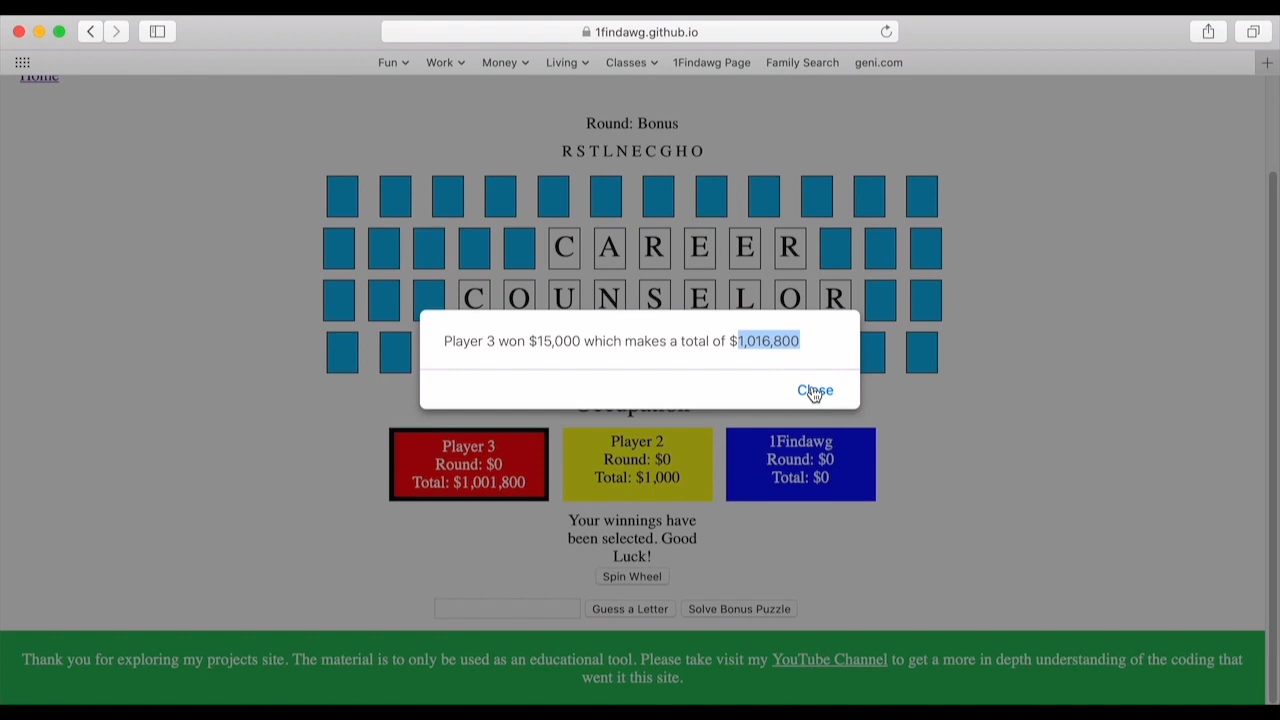 1findawg.github.io
Fun Work Money Living Classes 1Findawg Page Family Search geni.com
Home
Round: Bonus
R S T L N E C G H O
C A R E E R
C O U N S E L O R
Player 3 won $15,000 which makes a total of $1,016,800
Close
Occupation
Player 3
Round: $0
Total: $1,001,800
Player 2
Round: $0
Total: $1,000
1Findawg
Round: $0
Total: $0
Your winnings have
been selected. Good
Luck!
Spin Wheel
Guess a Letter Solve Bonus Puzzle
Thank you for exploring my projects site. The material is to only be used as an educational tool. Please take visit my YouTube Channel to get a more in depth understanding of the coding that
went it this site.